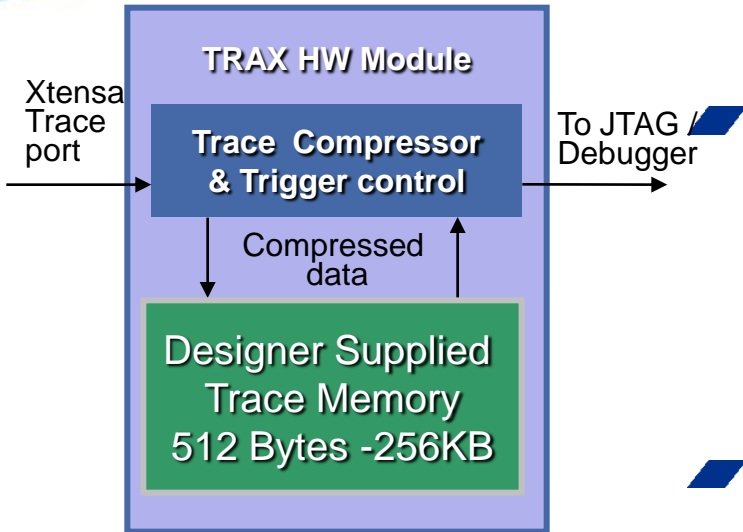 TRAX HW Module
Xtensa
Trace
port
Trace Compressor
& Trigger control
To JTAG /
Debugger
Compressed
data
Designer Supplied
Trace Memory
512 Bytes -256KB